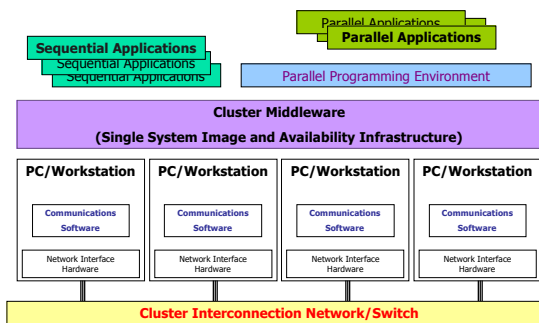 Parallel Applications
Parallel Applications
Sequential Applications
Sequential Applications
Sequential Applications
Parallel Programming Environment
Cluster Middleware
(Single System Image and Availability Infrastructure)
PC/Workstation
PC/Workstation
PC/Workstation
PC/Workstation
Communications
Software
Communications
Software
Communications
Software
Communications
Software
Network Interface
Hardware
Network Interface
Hardware
Network Interface
Hardware
Network Interface
Hardware
Cluster Interconnection Network/Switch